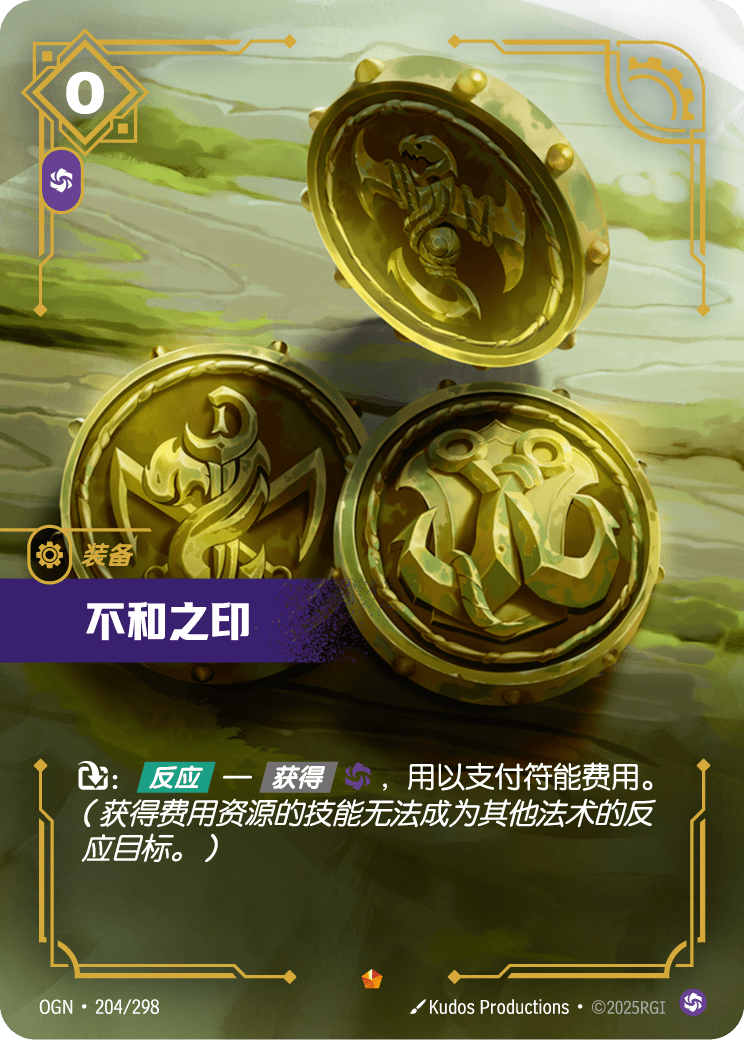 0
装备
不和之印
： 反应 — 获得 ，用以支付符能费用。
（获得费用资源的技能无法成为其他法术的反
应目标。）
OGN • 204/298
Kudos Productions • ©2025RGI